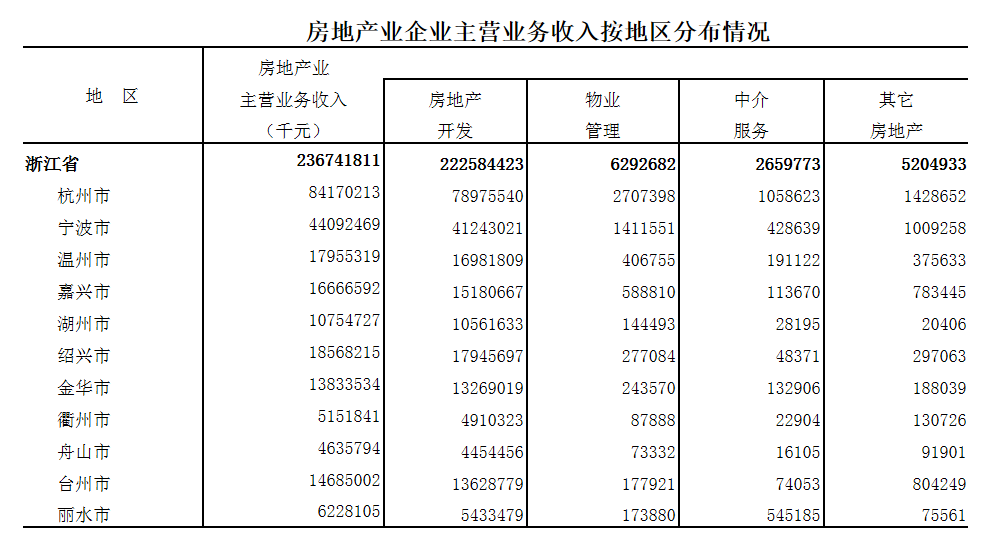 房地产业企业主营业务收入按地区分布情况
地 区 房地产业主营业务收入（千元） 房地产开发 物业管理 中介服务 其它房地产
浙江省 236741811 222584423 6292682 2659773 5204933
杭州市 84170213 78975540 2707398 1058623 1428652
宁波市 44092469 41243021 1411551 428639 1009258
温州市 17955319 16981809 406755 191122 375633
嘉兴市 16666592 15180667 588810 113670 783445
湖州市 10754727 10561633 144493 28195 20406
绍兴市 18568215 17945697 277084 48371 297063
金华市 13833534 13269019 243570 132906 188039
衢州市 5151841 4910323 87888 22904 130726
舟山市 4635794 4454456 73332 16105 91901
台州市 14685002 13628779 177921 74053 804249
丽水市 6228105 5433479 173880 545185 75561